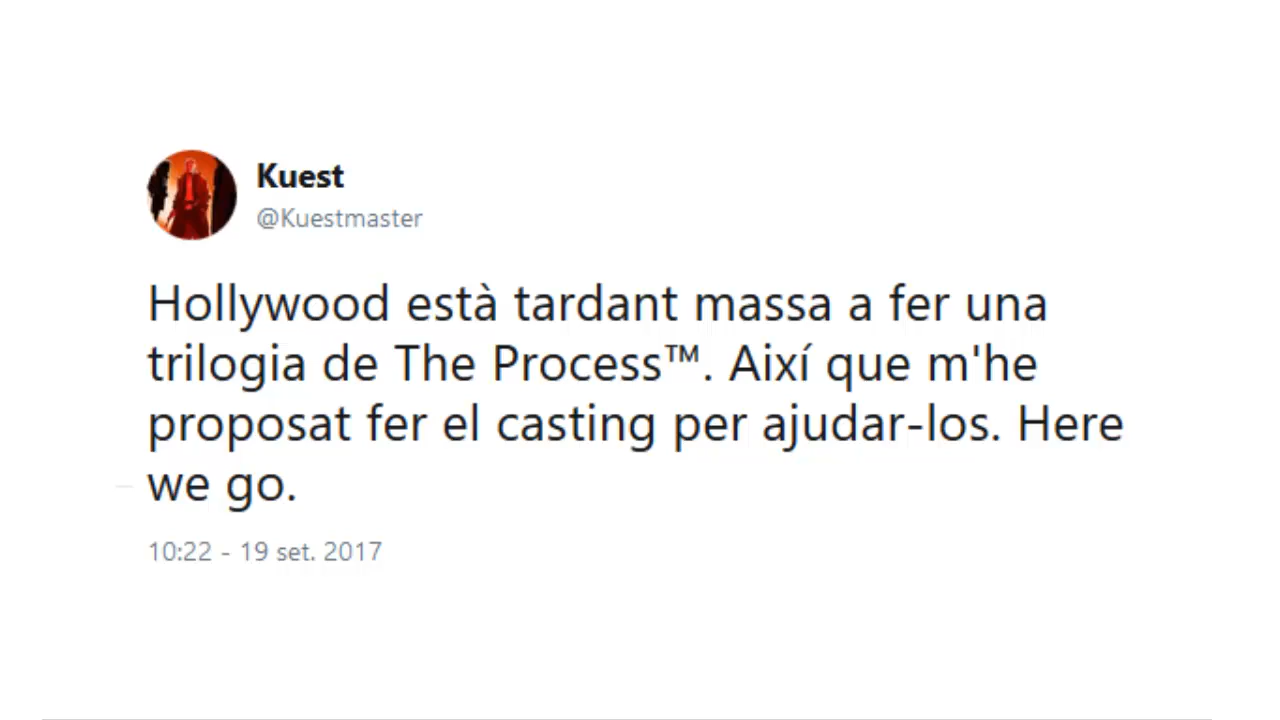 Kuest
@Kuestmaster
Hollywood està tardant massa a fer una
trilogia de The Process™. Així que m'he
proposat fer el casting per ajudar-los. Here
we go.
10:22 - 19 set. 2017